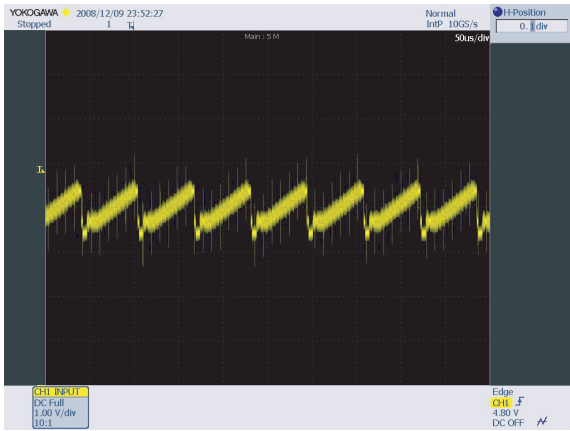 YOKOGAWA 2008/12/09 23:52:27
Stopped 1
Normal
IntP 10GS/s
H-Position
0. 1 div
Main : 5 M
50us/div
T
CH1 INPUT
DC Full
1.00 V/div
10:1
Edge
CH1
4.80 V
DC OFF